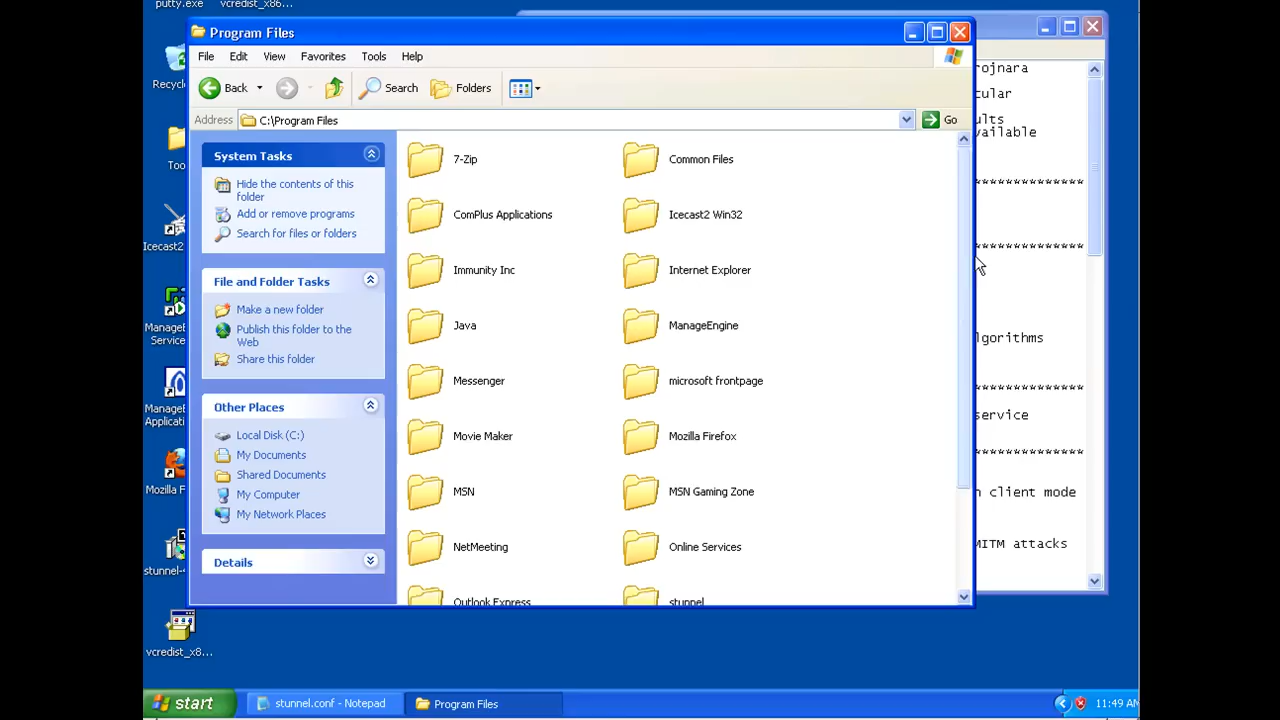 putty.exe
vcredist_x86...
Program Files
File Edit View Favorites Tools Help
Back Search Folders
Address C:\Program Files Go
System Tasks
Hide the contents of this
folder
Add or remove programs
Search for files or folders
File and Folder Tasks
Make a new folder
Publish this folder to the
Web
Share this folder
Other Places
Local Disk (C:)
My Documents
Shared Documents
My Computer
My Network Places
Details
7-Zip
Common Files
ComPlus Applications
Icecast2 Win32
Immunity Inc
Internet Explorer
Java
ManageEngine
Messenger
microsoft frontpage
Movie Maker
Mozilla Firefox
MSN
MSN Gaming Zone
NetMeeting
Online Services
Outlook Express
stunnel
Recycl
Too
Icecast2
ManageE
Service
ManageE
Applicati
Mozilla F
stunnel-
vcredist_x8...
rojnara
ular
ults
vailable
************
************
lgorithms
************
service
************
n client mode
MITM attacks
start
stunnel.conf - Notepad
Program Files
11:49 AM